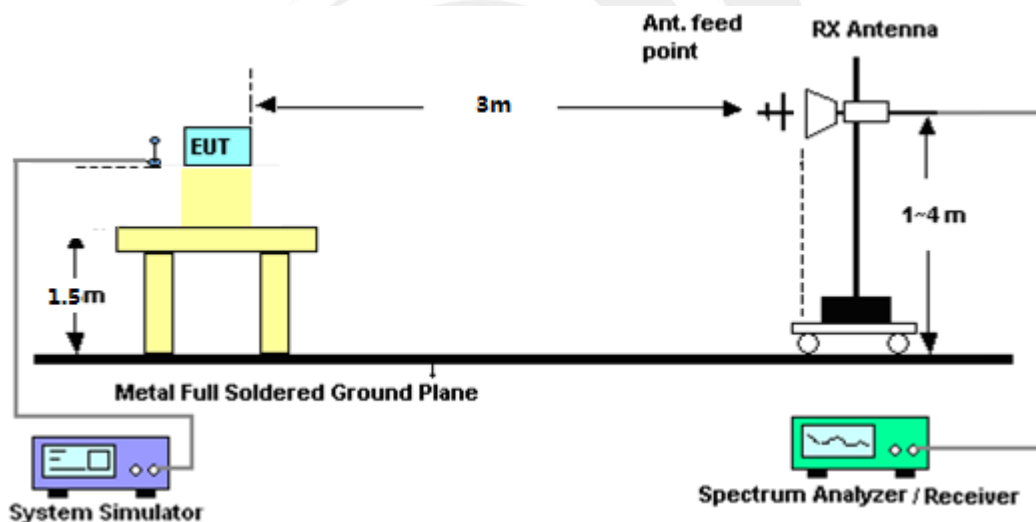 Ant. feed
point
RX Antenna
3m
EUT
1~4 m
1.5m
Metal Full Soldered Ground Plane
System Simulator
Spectrum Analyzer / Receiver